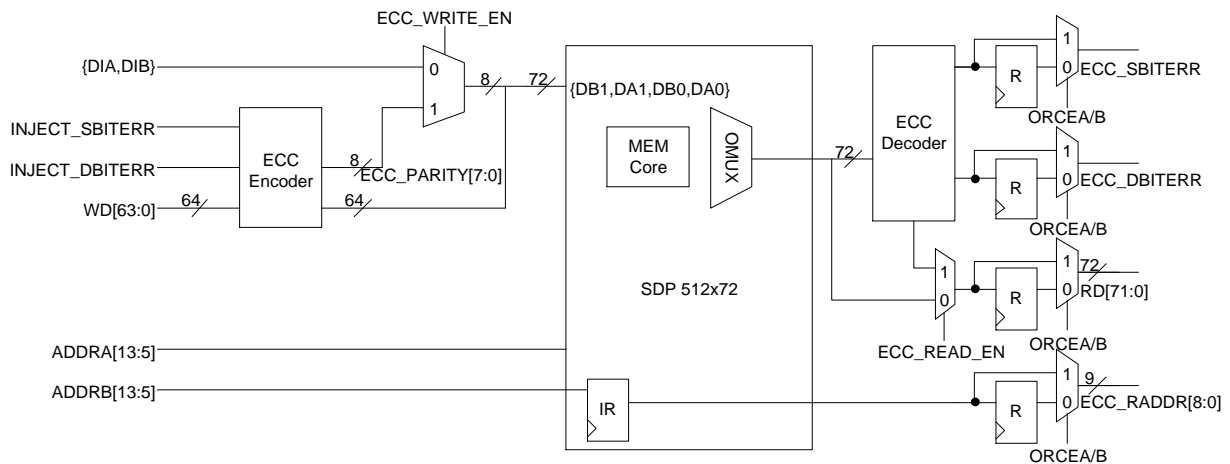 ECC_WRITE_EN
{DIA,DIB}
0
1
8
72
{DB1,DA1,DB0,DA0}
INJECT_SBITERR
INJECT_DBITERR
WD[63:0]
64
ECC
Encoder
8
ECC_PARITY[7:0]
64
MEM
Core
OMUX
SDP 512x72
72
ECC
Decoder
R
1
0
ECC_SBITERR
ORCEA/B
R
1
0
ECC_DBITERR
ORCEA/B
1
0
ECC_READ_EN
R
1
0
72
RD[71:0]
ORCEA/B
ADDRA[13:5]
ADDRB[13:5]
IR
R
1
0
9
ECC_RADDR[8:0]
ORCEA/B